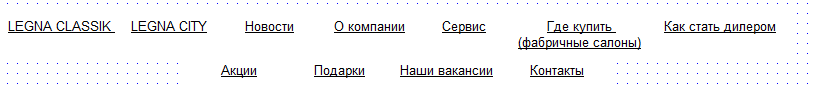 LEGNA CLASSIK LEGNA CITY Новости О компании Сервис Где купить Как стать дилером
(фабричные салоны)
Акции Подарки Наши вакансии Контакты